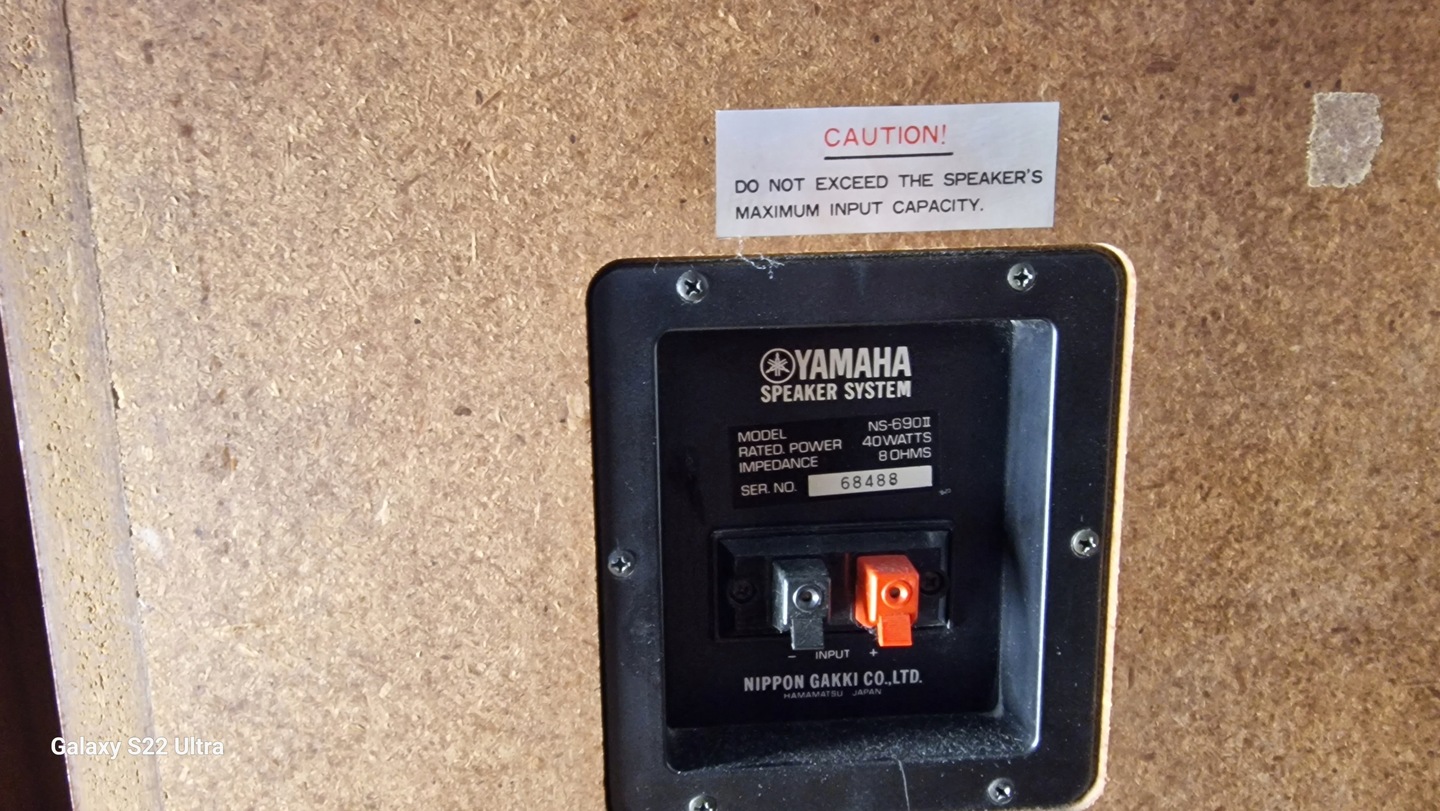 CAUTION!
DO NOT EXCEED THE SPEAKER'S
MAXIMUM INPUT CAPACITY.
YAMAHA
SPEAKER SYSTEM
MODEL NS-690II
RATED. POWER 40WATTS
IMPEDANCE 8OHMS
SER. NO. 68488
− INPUT +
NIPPON GAKKI CO.,LTD.
HAMAMATSU JAPAN
Galaxy S22 Ultra